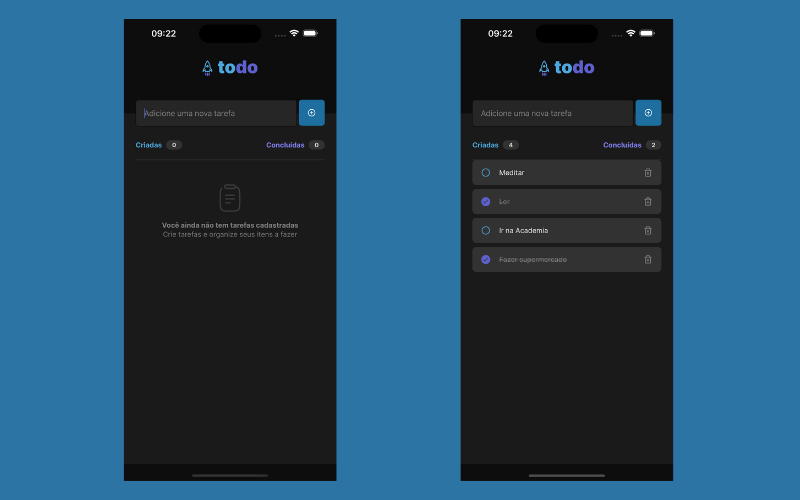 09:22
todo
Adicione uma nova tarefa
Criadas 0 Concluídas 0
Você ainda não tem tarefas cadastradas
Crie tarefas e organize seus itens a fazer
09:22
todo
Adicione uma nova tarefa
Criadas 4 Concluídas 2
Meditar
Ler
Ir na Academia
Fazer supermercado